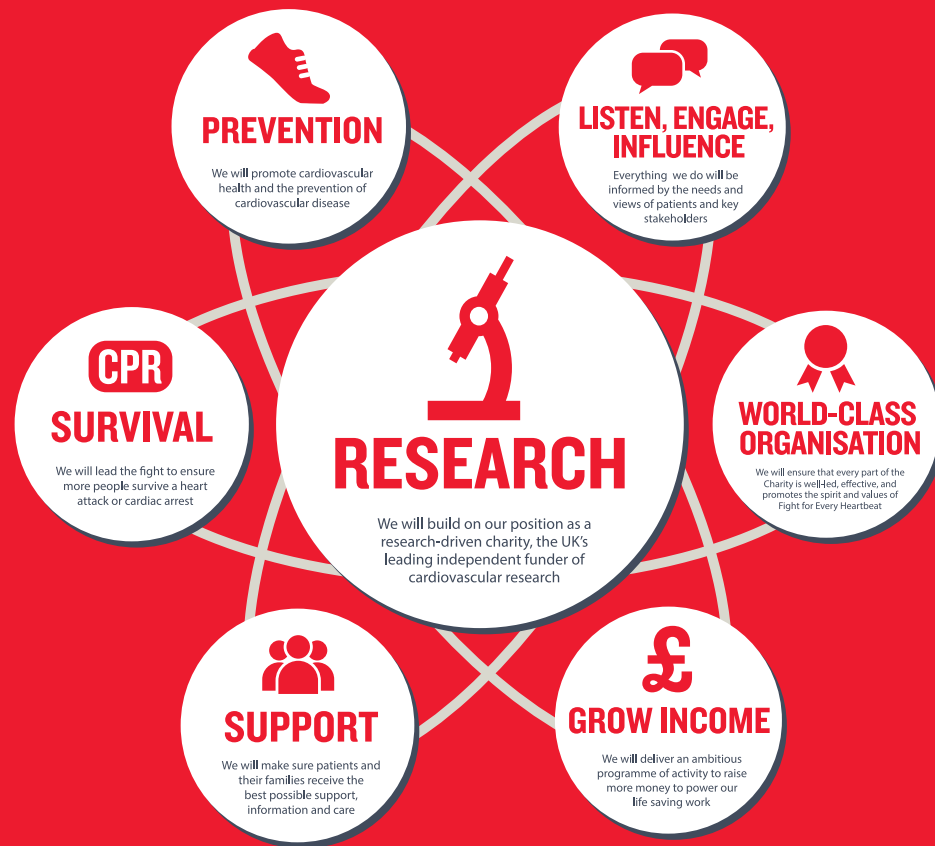 PREVENTION
We will promote cardiovascular
health and the prevention of
cardiovascular disease
LISTEN, ENGAGE,
INFLUENCE
Everything we do will be
informed by the needs and
views of patients and key
stakeholders
CPR
SURVIVAL
We will lead the fight to ensure
more people survive a heart
attack or cardiac arrest
RESEARCH
We will build on our position as a
research-driven charity, the UK's
leading independent funder of
cardiovascular research
WORLD-CLASS
ORGANISATION
We will ensure that every part of the
Charity is well-led, effective, and
promotes the spirit and values of
Fight for Every Heartbeat
SUPPORT
We will make sure patients and
their families receive the
best possible support,
information and care
£
GROW INCOME
We will deliver an ambitious
programme of activity to raise
more money to power our
life saving work